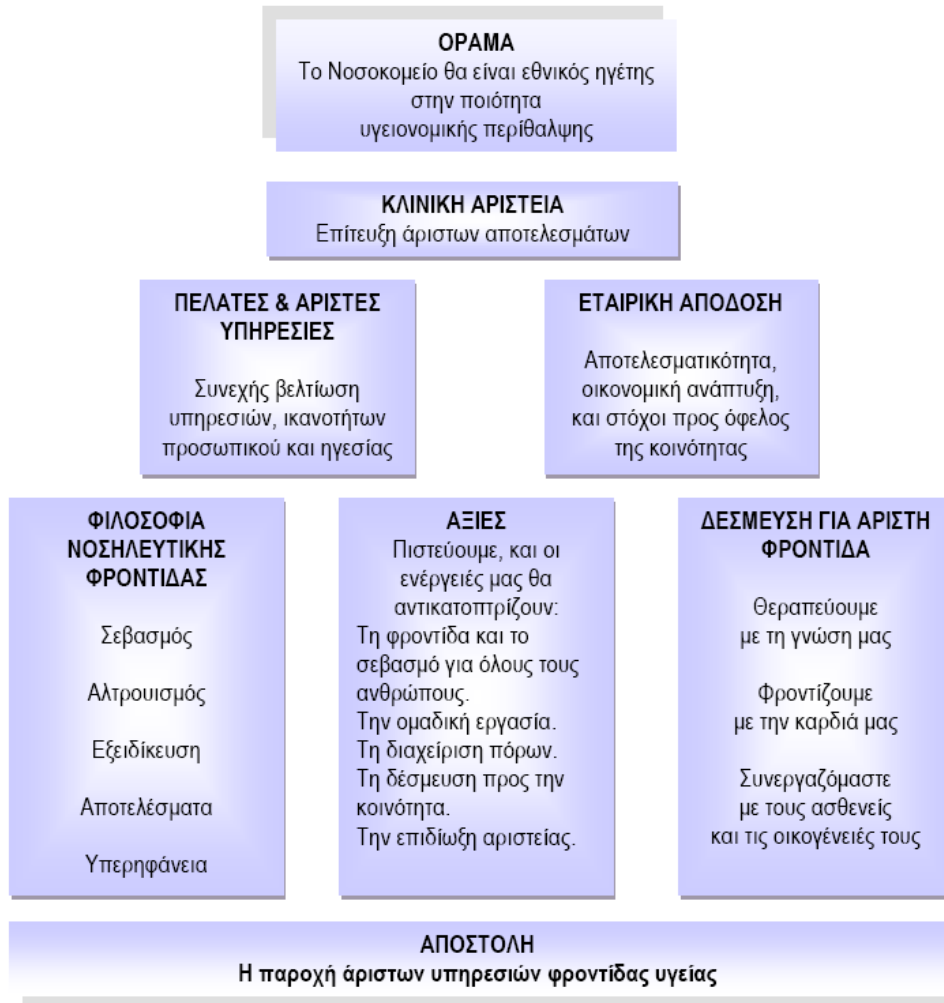 ΟΡΑΜΑ
Το Νοσοκομείο θα είναι εθνικός ηγέτης
στην ποιότητα
υγειονομικής περίθαλψης
ΚΛΙΝΙΚΗ ΑΡΙΣΤΕΙΑ
Επίτευξη άριστων αποτελεσμάτων
ΠΕΛΑΤΕΣ & ΑΡΙΣΤΕΣ
ΥΠΗΡΕΣΙΕΣ
Συνεχής βελτίωση
υπηρεσιών, ικανοτήτων
προσωπικού και ηγεσίας
ΕΤΑΙΡΙΚΗ ΑΠΟΔΟΣΗ
Αποτελεσματικότητα,
οικονομική ανάπτυξη,
και στόχοι προς όφελος
της κοινότητας
ΦΙΛΟΣΟΦΙΑ
ΝΟΣΗΛΕΥΤΙΚΗΣ
ΦΡΟΝΤΙΔΑΣ
Σεβασμός
Αλτρουισμός
Εξειδίκευση
Αποτελέσματα
Υπερηφάνεια
ΑΞΙΕΣ
Πιστεύουμε, και οι
ενέργειές μας θα
αντικατοπτρίζουν:
Τη φροντίδα και το
σεβασμό για όλους τους
ανθρώπους.
Την ομαδική εργασία.
Τη διαχείριση πόρων.
Τη δέσμευση προς την
κοινότητα.
Την επιδίωξη αριστείας.
ΔΕΣΜΕΥΣΗ ΓΙΑ ΑΡΙΣΤΗ
ΦΡΟΝΤΙΔΑ
Θεραπεύουμε
με τη γνώση μας
Φροντίζουμε
με την καρδιά μας
Συνεργαζόμαστε
με τους ασθενείς
και τις οικογένειές τους
ΑΠΟΣΤΟΛΗ
Η παροχή άριστων υπηρεσιών φροντίδας υγείας